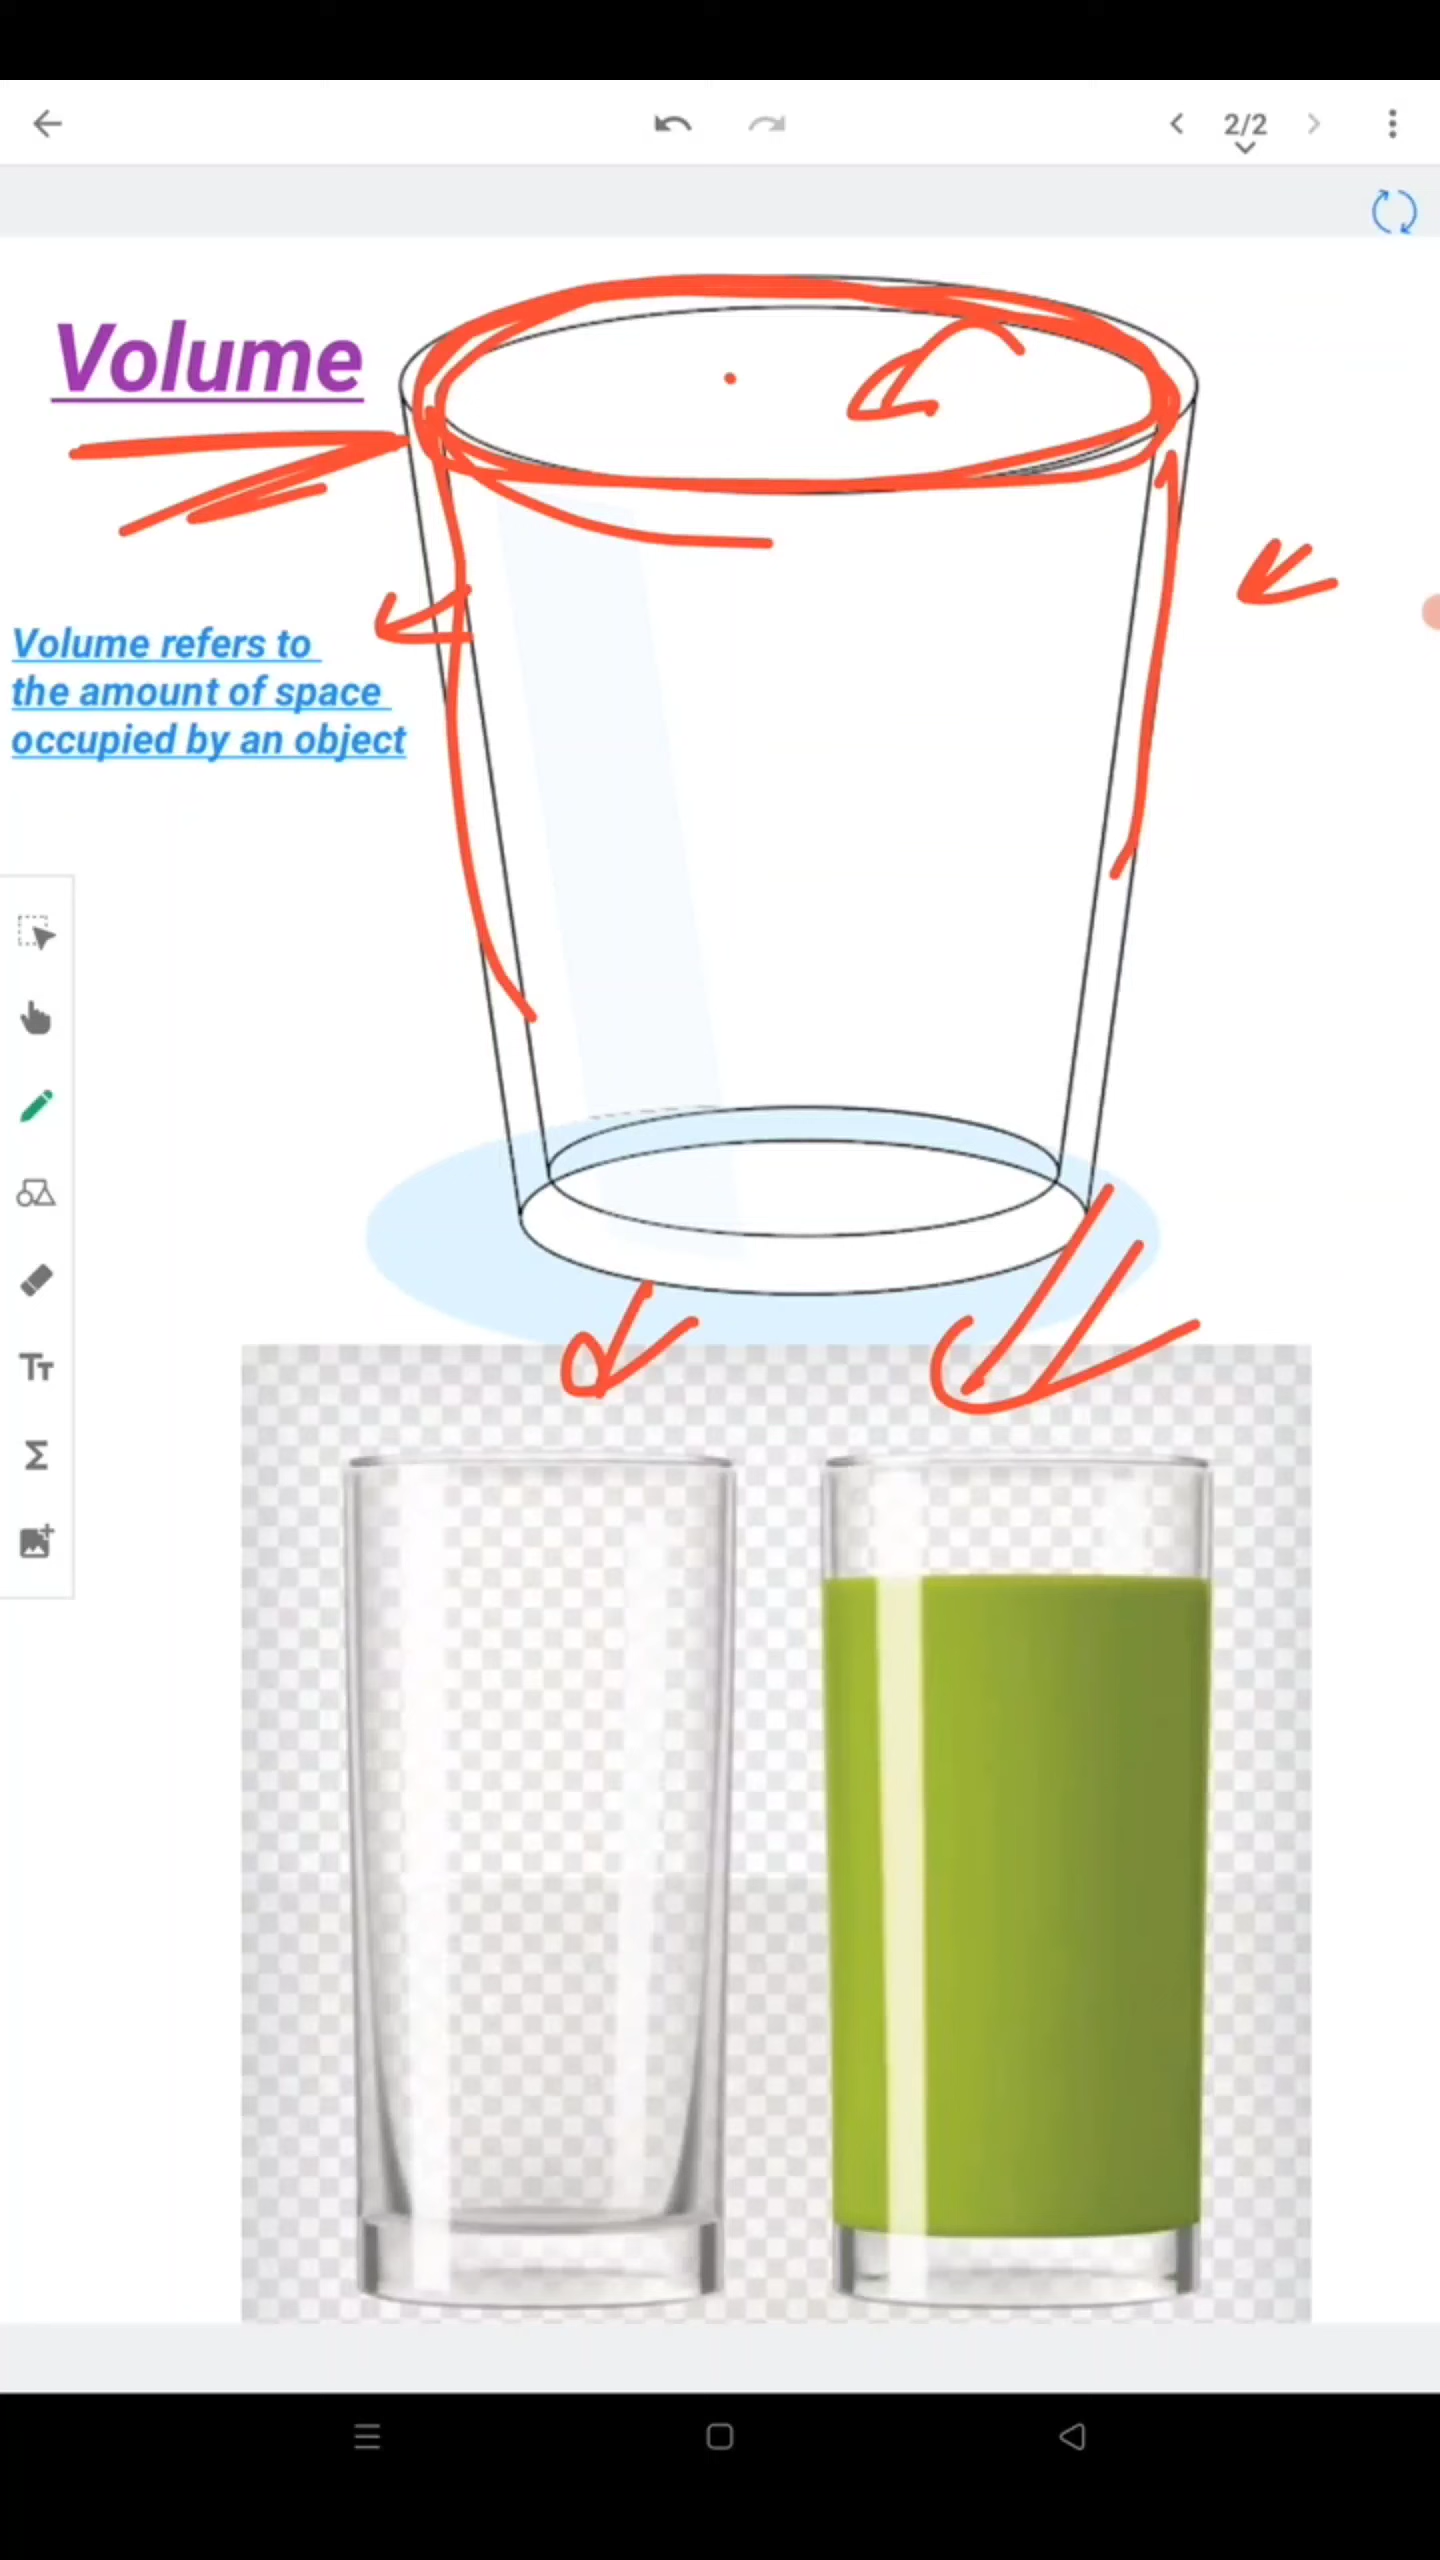 2/2
Volume
Volume refers to
the amount of space
occupied by an object